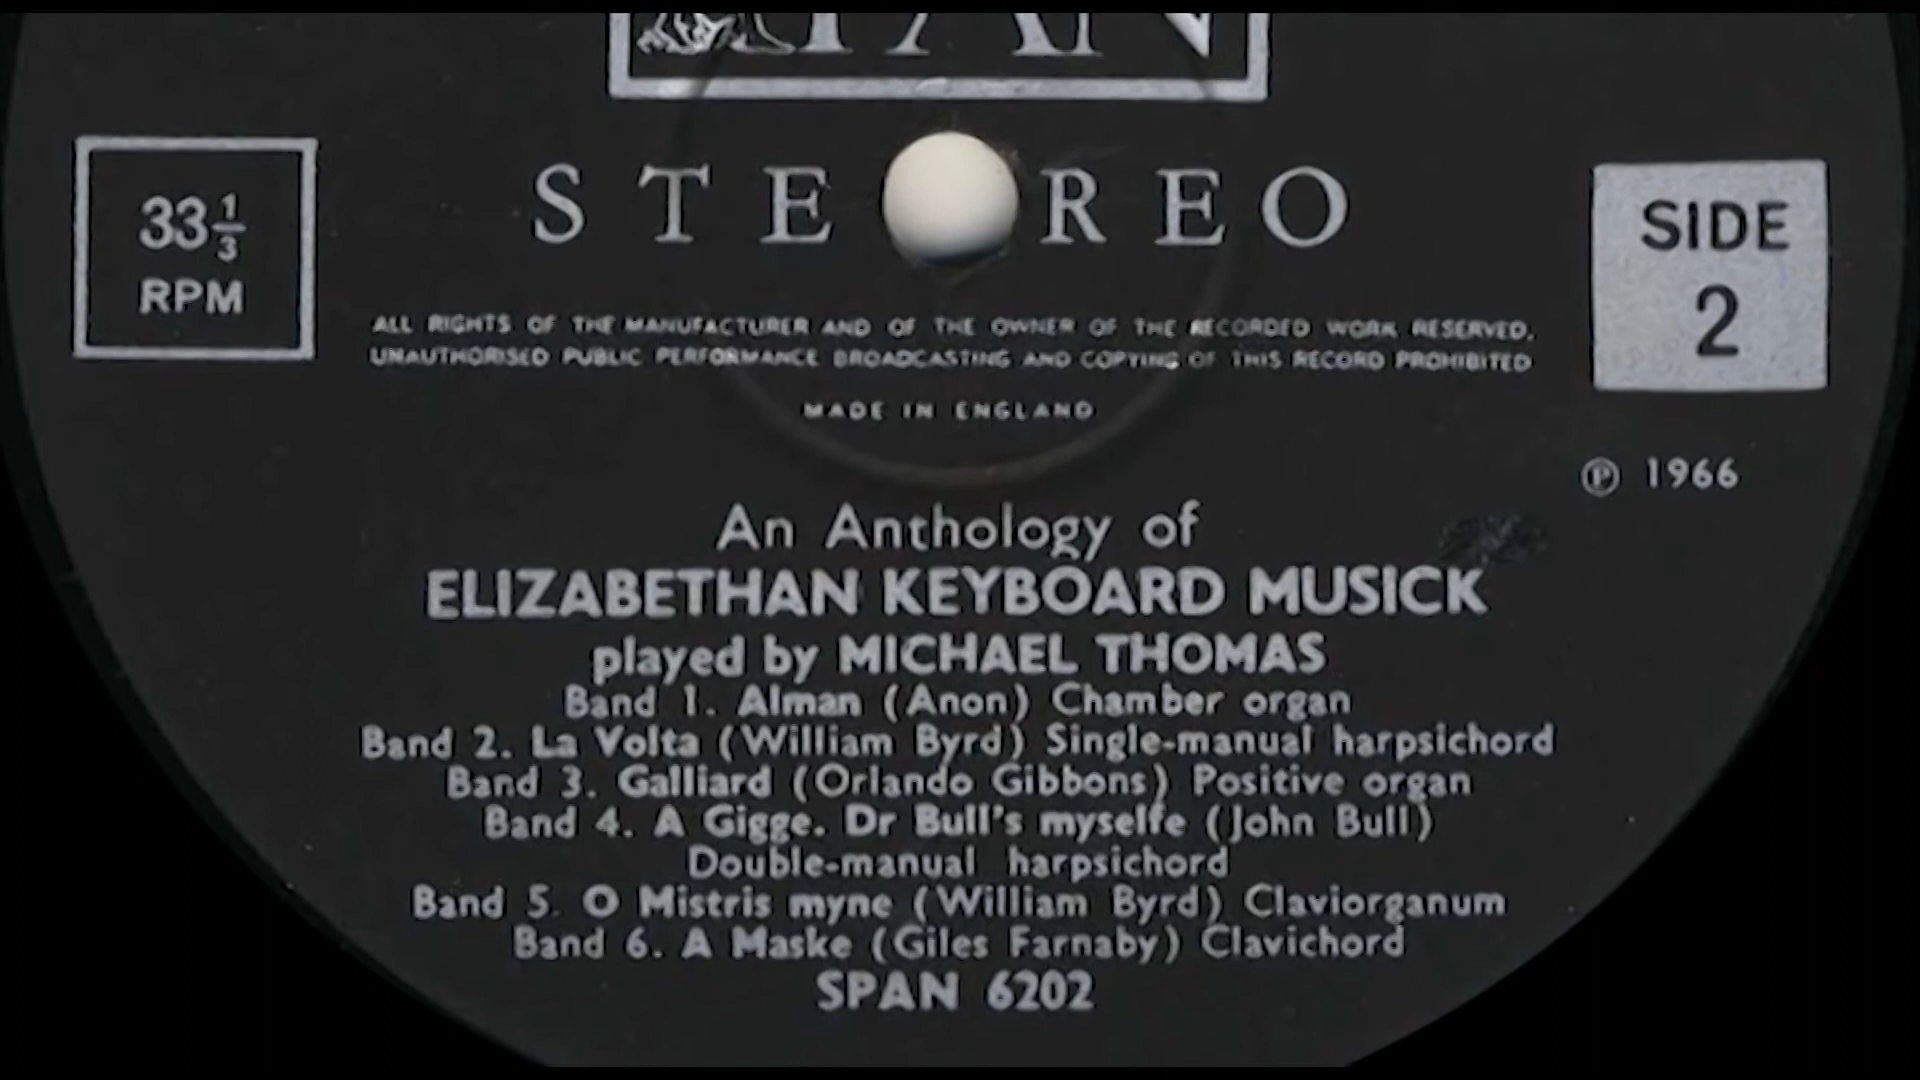 STEREO
33 1/3
RPM
SIDE
2
ALL RIGHTS OF THE MANUFACTURER AND OF THE OWNER OF THE RECORDED WORK RESERVED.
UNAUTHORISED PUBLIC PERFORMANCE BROADCASTING AND COPYING OF THIS RECORD PROHIBITED
MADE IN ENGLAND
℗ 1966
An Anthology of
ELIZABETHAN KEYBOARD MUSICK
played by MICHAEL THOMAS
Band 1. Alman (Anon) Chamber organ
Band 2. La Volta (William Byrd) Single-manual harpsichord
Band 3. Galliard (Orlando Gibbons) Positive organ
Band 4. A Gigge. Dr Bull's myselfe (John Bull)
Double-manual harpsichord
Band 5. O Mistris myne (William Byrd) Claviorganum
Band 6. A Maske (Giles Farnaby) Clavichord
SPAN 6202